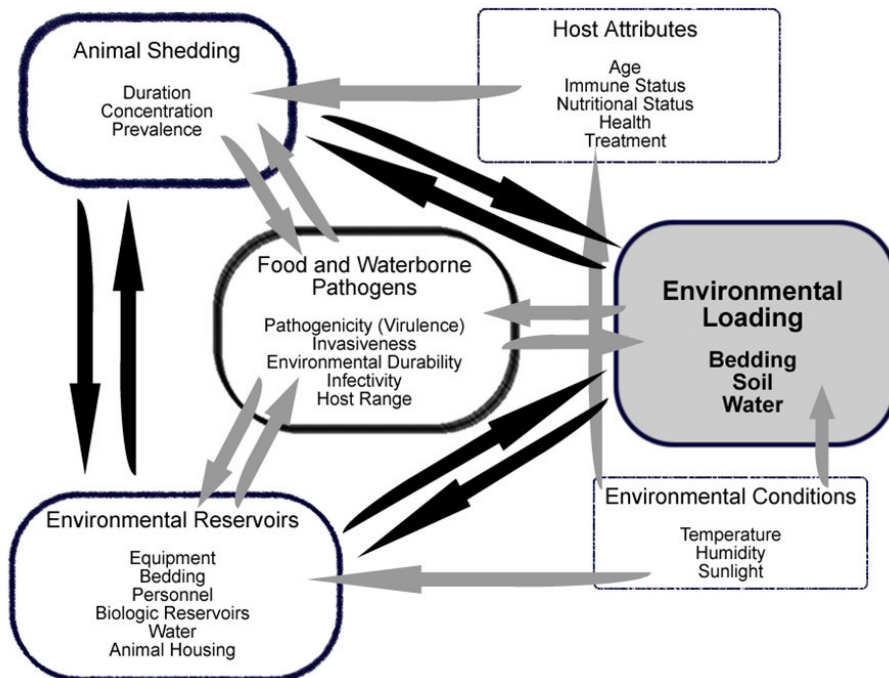 Animal Shedding
Duration
Concentration
Prevalence
Host Attributes
Age
Immune Status
Nutritional Status
Health
Treatment
Food and Waterborne
Pathogens
Pathogenicity (Virulence)
Invasiveness
Environmental Durability
Infectivity
Host Range
Environmental
Loading
Bedding
Soil
Water
Environmental Reservoirs
Equipment
Bedding
Personnel
Biologic Reservoirs
Water
Animal Housing
Environmental Conditions
Temperature
Humidity
Sunlight